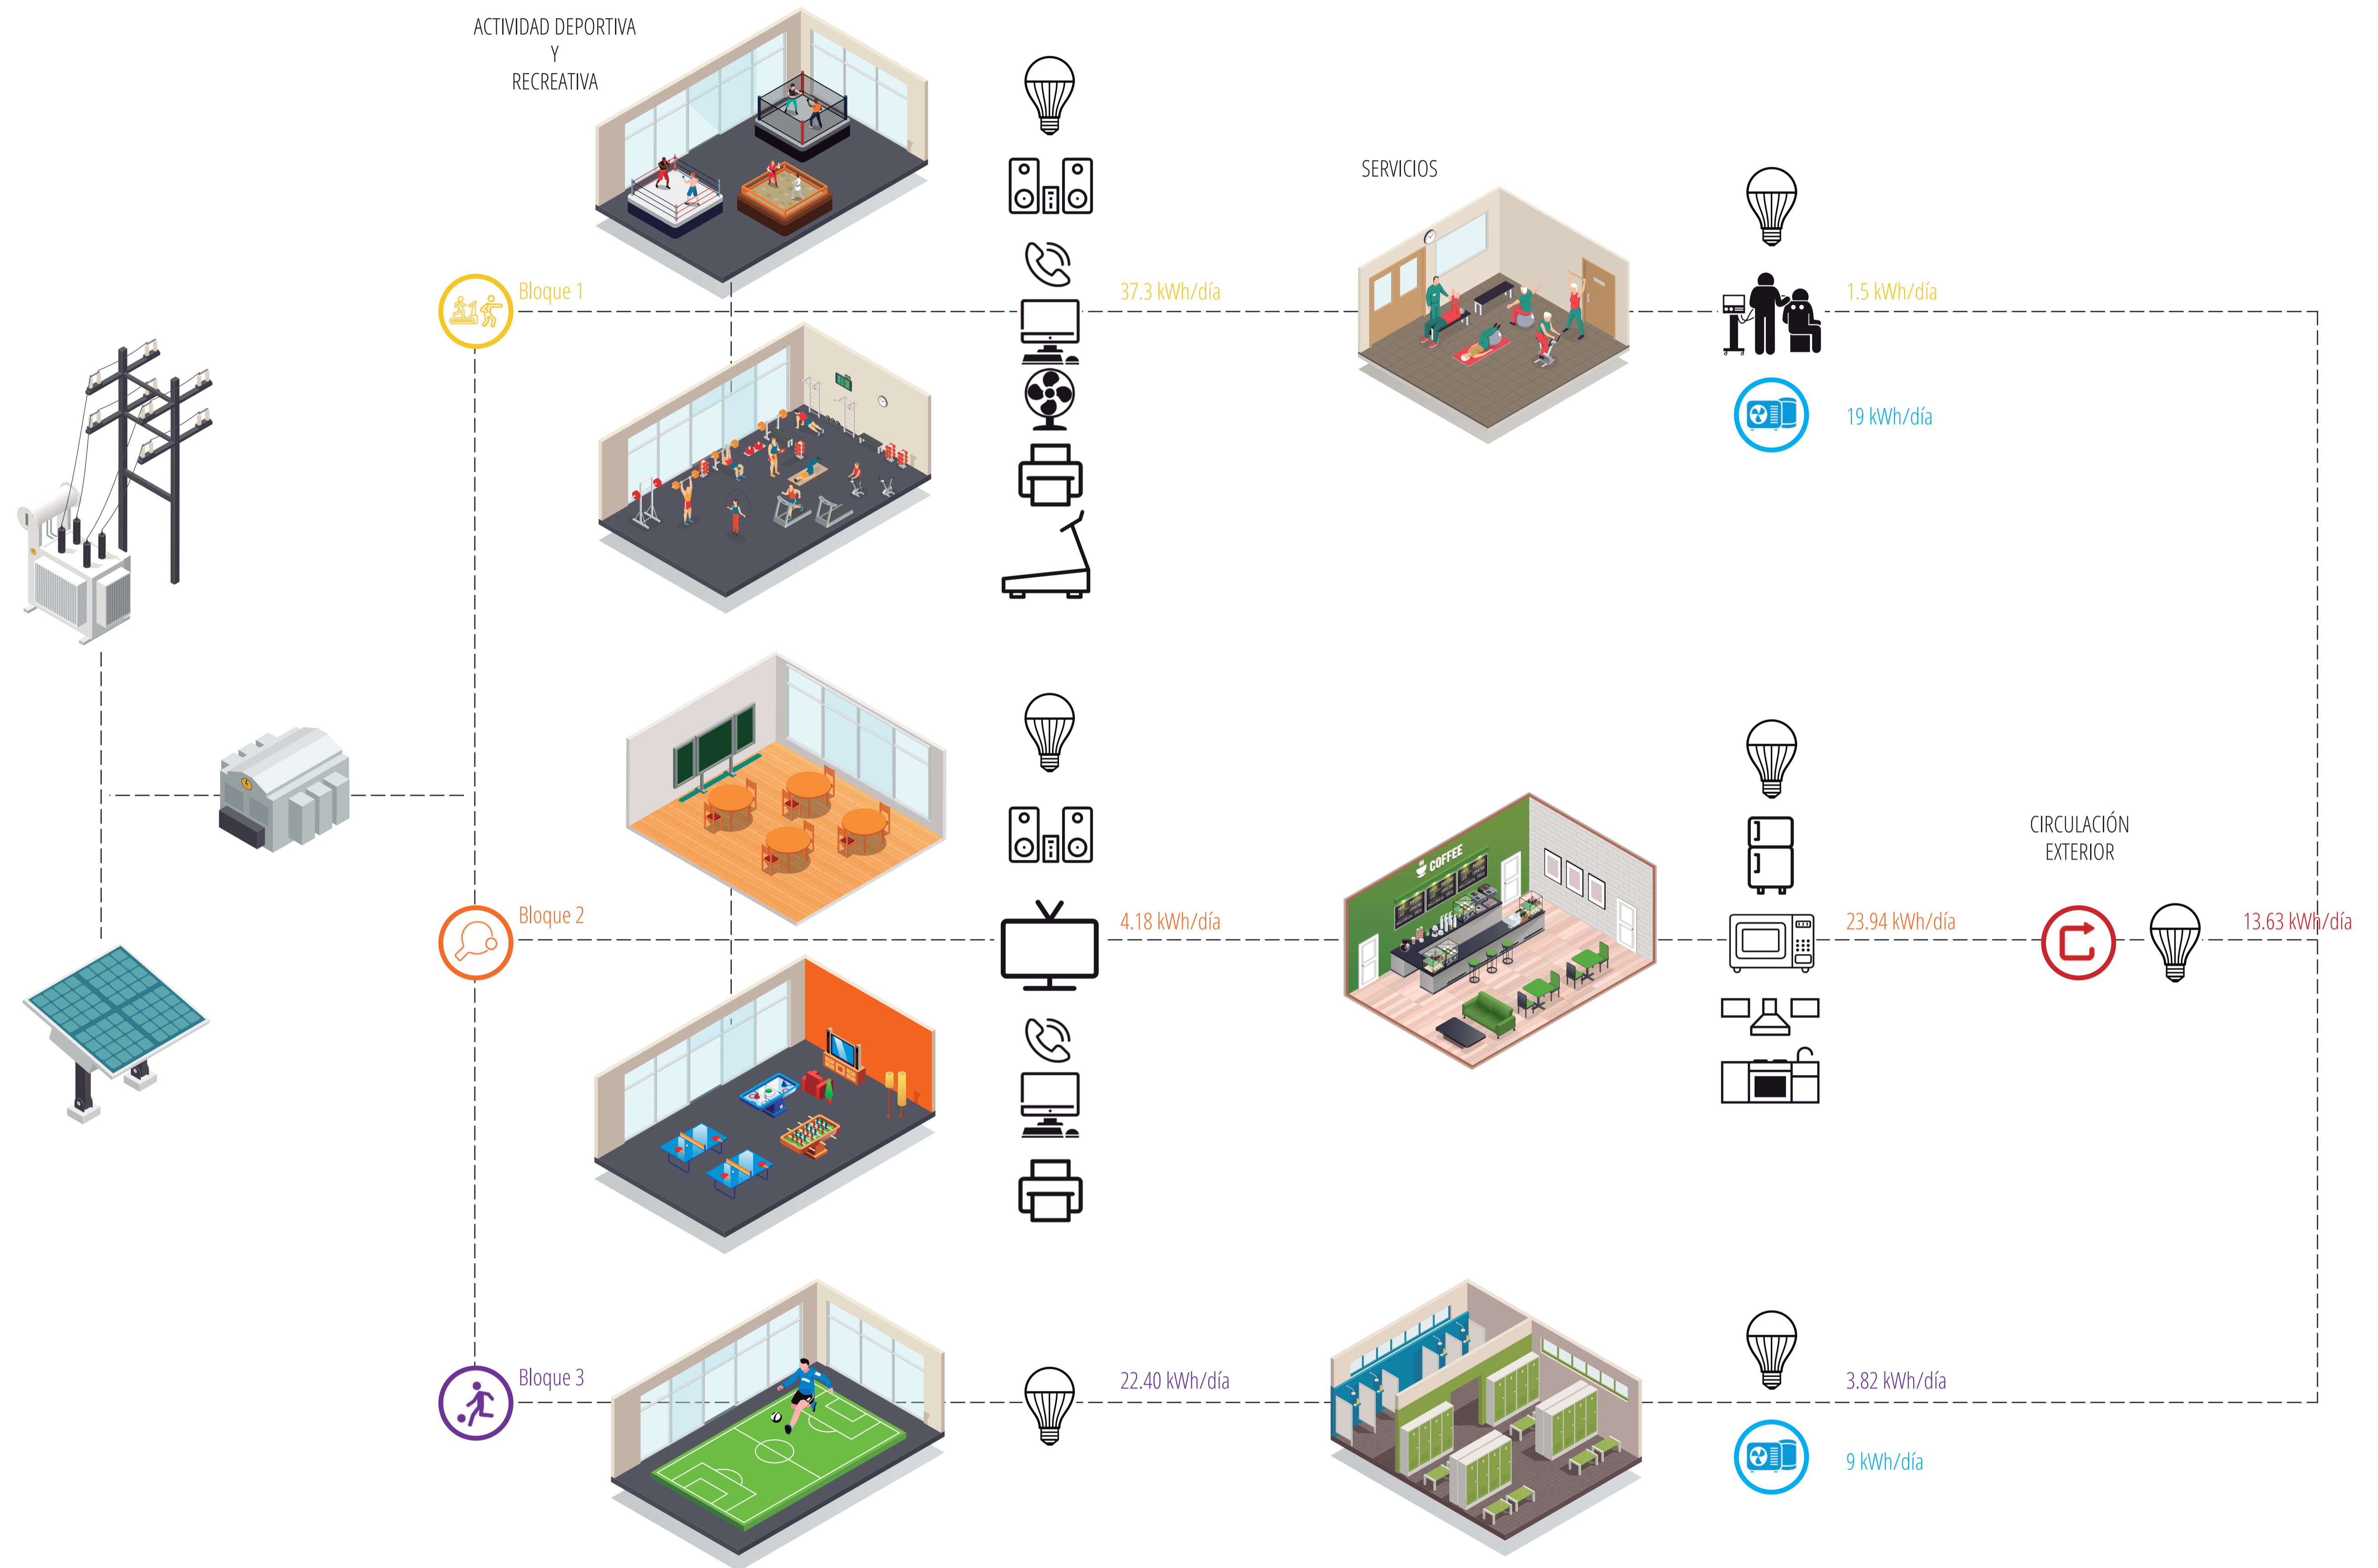 ACTIVIDAD DEPORTIVA
Y
RECREATIVA
SERVICIOS
Bloque 1
37.3 kWh/día
1.5 kWh/día
19 kWh/día
CIRCULACIÓN
EXTERIOR
COFFEE
Bloque 2
4.18 kWh/día
23.94 kWh/día
13.63 kWh/día
Bloque 3
22.40 kWh/día
3.82 kWh/día
9 kWh/día